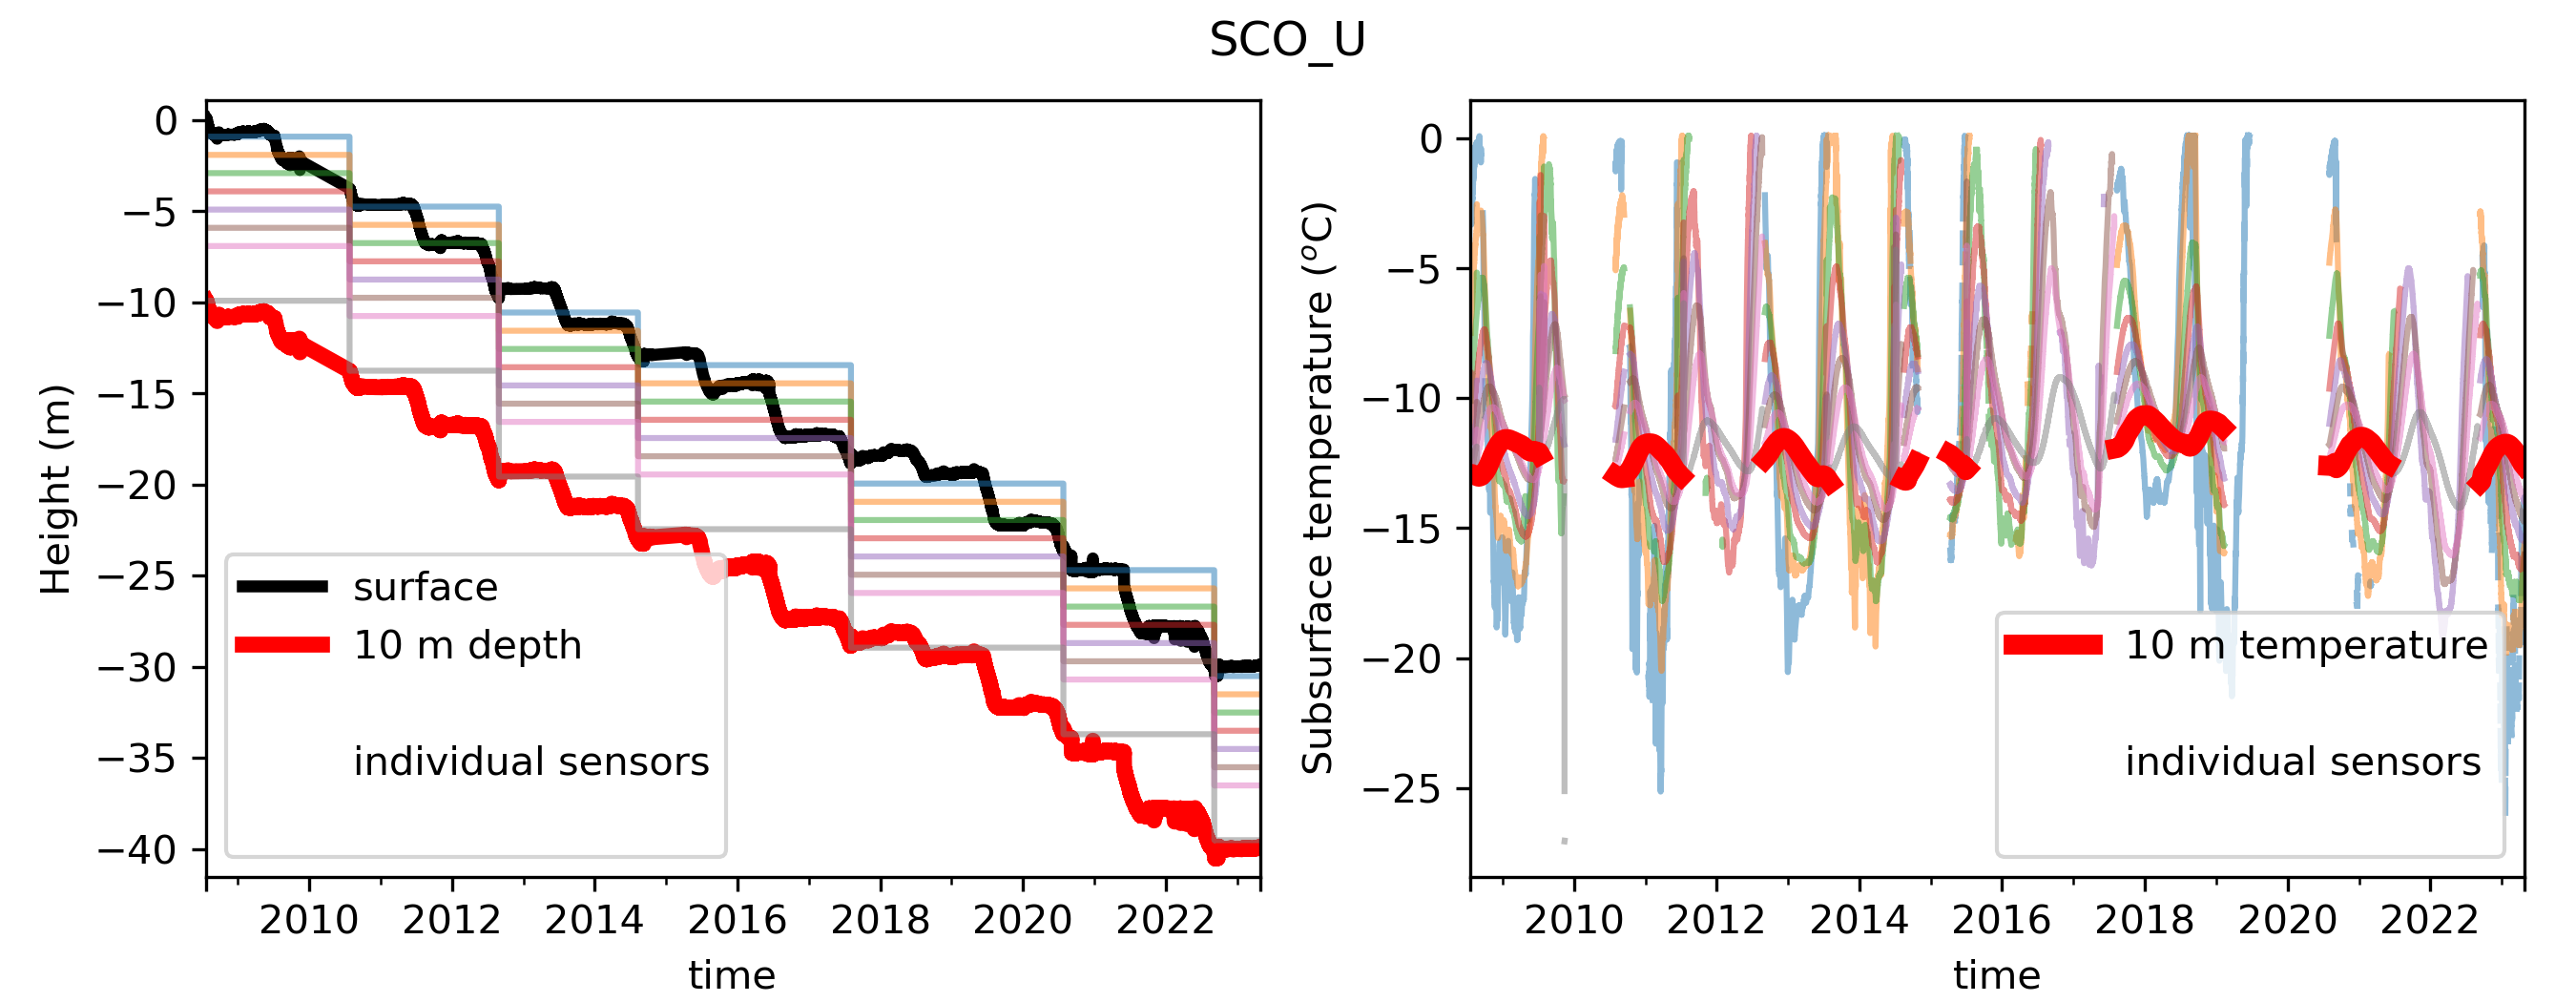 SCO_U
0
−5
−10
−15
−20
−25
−30
−35
−40
Height (m)
surface
10 m depth
individual sensors
2010 2012 2014 2016 2018 2020 2022
time
0
−5
−10
−15
−20
−25
Subsurface temperature (°C)
10 m temperature
individual sensors
2010 2012 2014 2016 2018 2020 2022
time